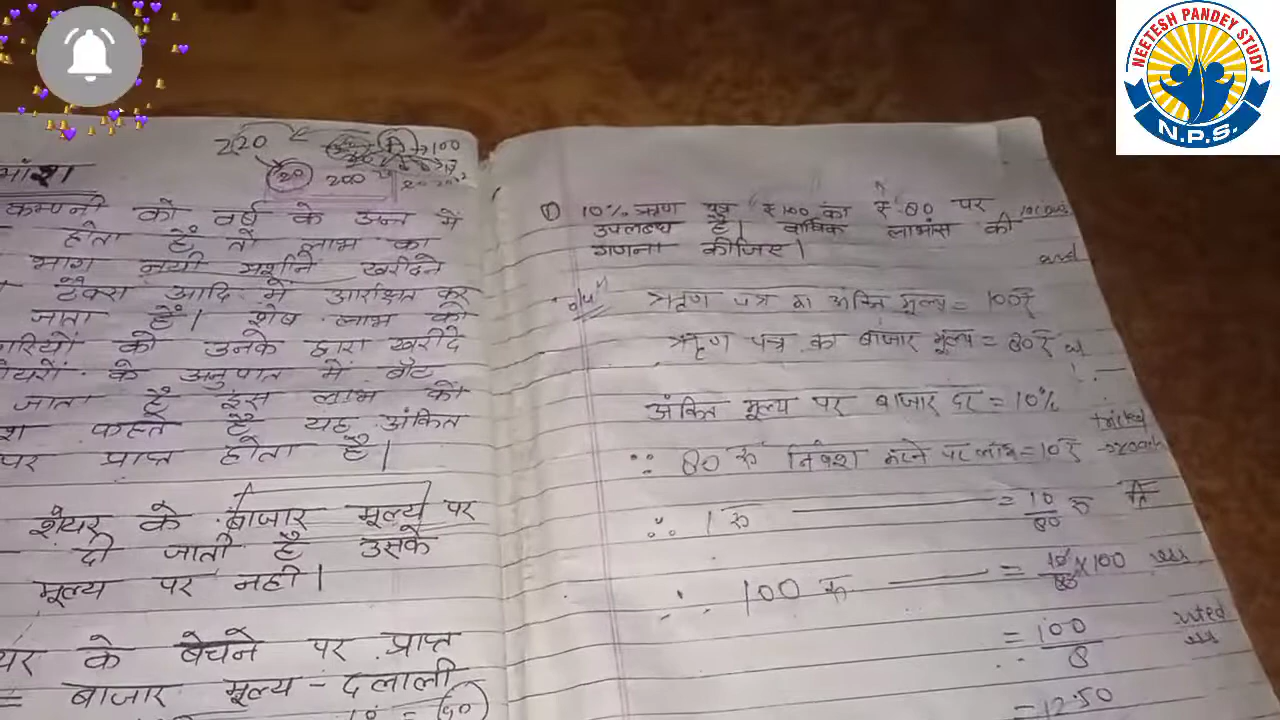 NEETESH PANDEY STUDY
N.P.S.
220
→100
20 200
कम्पनी को वर्ष के अन्त में
होता है तो लाभ का
भाग नयी मशीने खरीदने
टैक्स आदि में आरक्षित कर
जाता है। शेष लाभ को
को उनके द्वारा खरीदे
के अनुपात में बाँट
जाता है इस लाभ को
कहते है यह अंकित
पर प्राप्त होता है।
शेयर के बाजार मूल्य पर
दी जाती है उसके
मूल्य पर नही।
के बेचने पर प्राप्त
= बाजार मूल्य - दलाली
① 10% ऋण पत्र ₹100 का ₹ 80 पर
उपलब्ध है। वार्षिक लाभांस की
गणना कीजिए।
ऋण पत्र का अंकित मूल्य = 100₹
ऋण पत्र का बाजार मूल्य = 80₹
अंकित मूल्य पर बाजार दर = 10%
∵ 80 रू निवेश करने पर लाभ = 10₹
∴ 1 रू —— = 10/80 रू
∴ 100 रू —— = 10/80 × 100
= 100/8
= 12.50